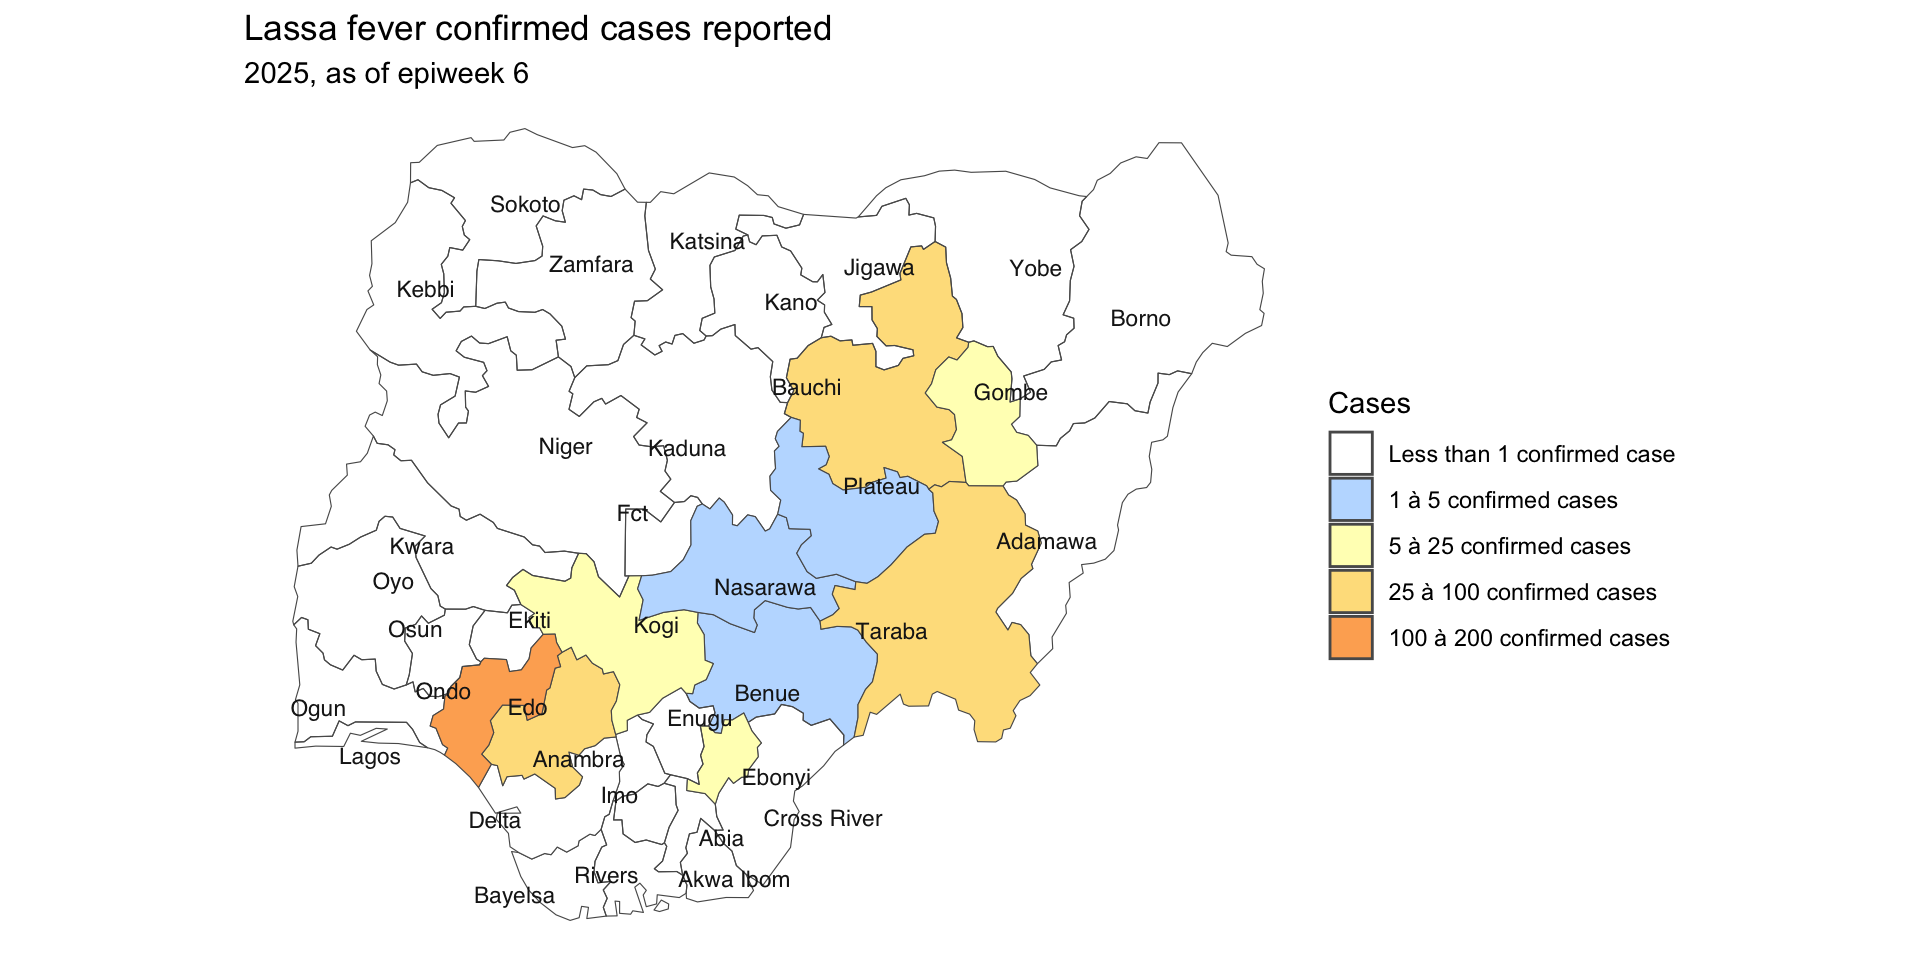 Lassa fever confirmed cases reported
2025, as of epiweek 6
Sokoto
Katsina
Zamfara
Jigawa
Yobe
Kebbi
Kano
Borno
Bauchi
Gombe
Niger
Kaduna
Plateau
Fct
Adamawa
Kwara
Oyo
Nasarawa
Ekiti
Osun
Kogi
Taraba
Ondo
Benue
Edo
Ogun
Enugu
Lagos
Anambra
Ebonyi
Imo
Delta
Cross River
Abia
Rivers
Akwa Ibom
Bayelsa
Cases
Less than 1 confirmed case
1 à 5 confirmed cases
5 à 25 confirmed cases
25 à 100 confirmed cases
100 à 200 confirmed cases